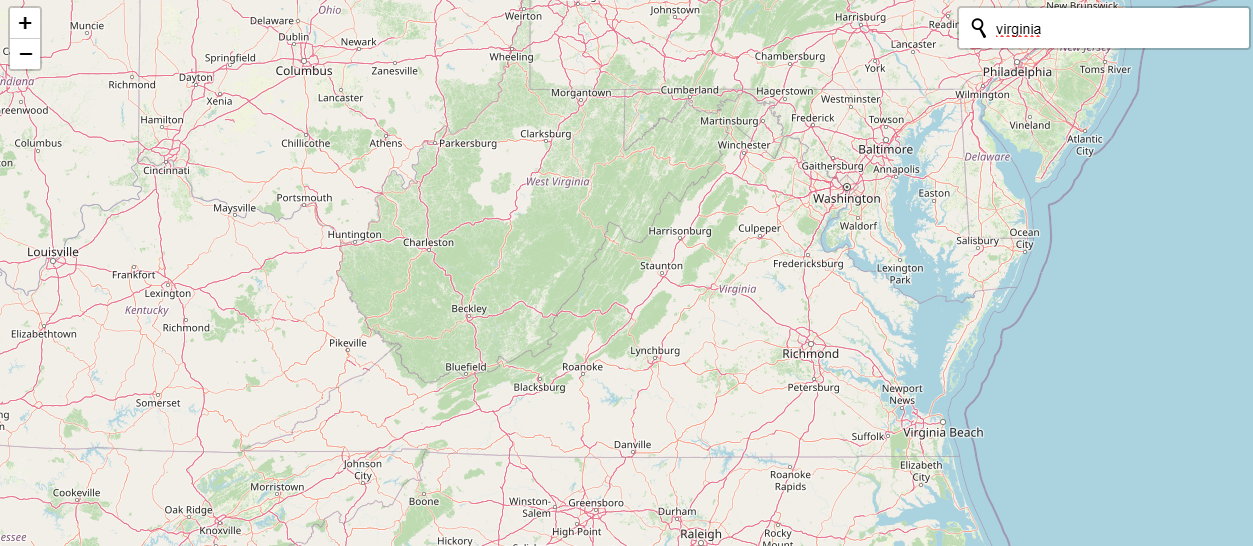 +
−
virginia
Ohio
Weirton
Johnstown
Harrisburg
New Brunswick
Muncie
Delaware
Dublin
Newark
Wheeling
Chambersburg
Lancaster
New Jersey
Springfield
Columbus
Zanesville
York
Philadelphia
Toms River
Richmond
Dayton
Xenia
Lancaster
Morgantown
Cumberland
Hagerstown
Westminster
Wilmington
Hamilton
Clarksburg
Martinsburg
Frederick
Towson
Vineland
Columbus
Chillicothe
Athens
Parkersburg
Winchester
Baltimore
Atlantic
City
Cincinnati
West Virginia
Gaithersburg
Annapolis
Delaware
Portsmouth
Washington
Easton
Maysville
Waldorf
Huntington
Charleston
Harrisonburg
Culpeper
Salisbury
Ocean
City
Louisville
Frankfort
Staunton
Fredericksburg
Lexington
Park
Lexington
Virginia
Kentucky
Beckley
Richmond
Elizabethtown
Pikeville
Lynchburg
Richmond
Bluefield
Roanoke
Blacksburg
Petersburg
Newport
News
Somerset
Virginia Beach
Suffolk
Danville
Johnson
City
Elizabeth
City
Roanoke
Rapids
Cookeville
Morristown
Boone
Winston-
Salem
Greensboro
Oak Ridge
Durham
Knoxville
High Point
Raleigh
Rocky
Hickory